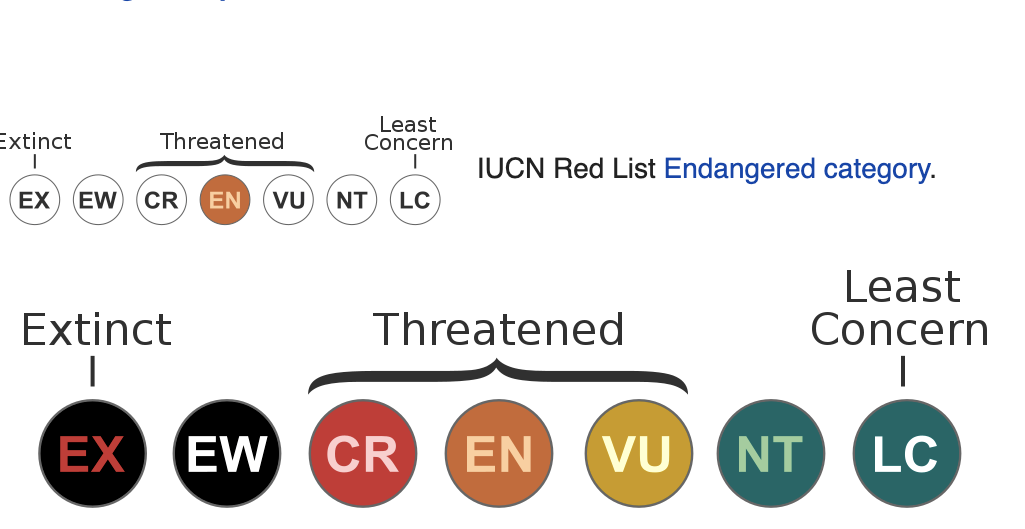 Extinct
Threatened
Least
Concern
EX EW CR EN VU NT LC
IUCN Red List Endangered category.
Extinct
Threatened
Least
Concern
EX EW CR EN VU NT LC